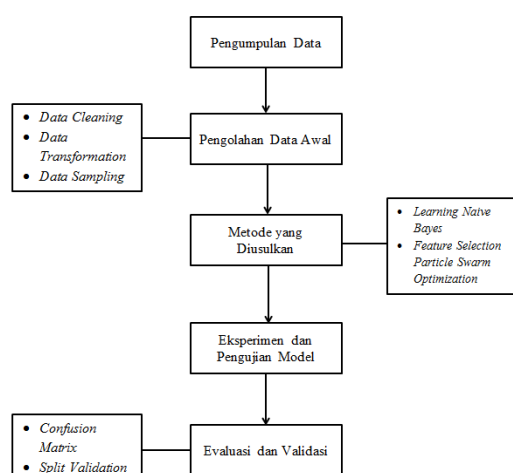 Pengumpulan Data
• Data Cleaning
• Data
Transformation
• Data Sampling
Pengolahan Data Awal
Metode yang
Diusulkan
• Learning Naive
Bayes
• Feature Selection
Particle Swarm
Optimization
Eksperimen dan
Pengujian Model
• Confusion
Matrix
• Split Validation
Evaluasi dan Validasi